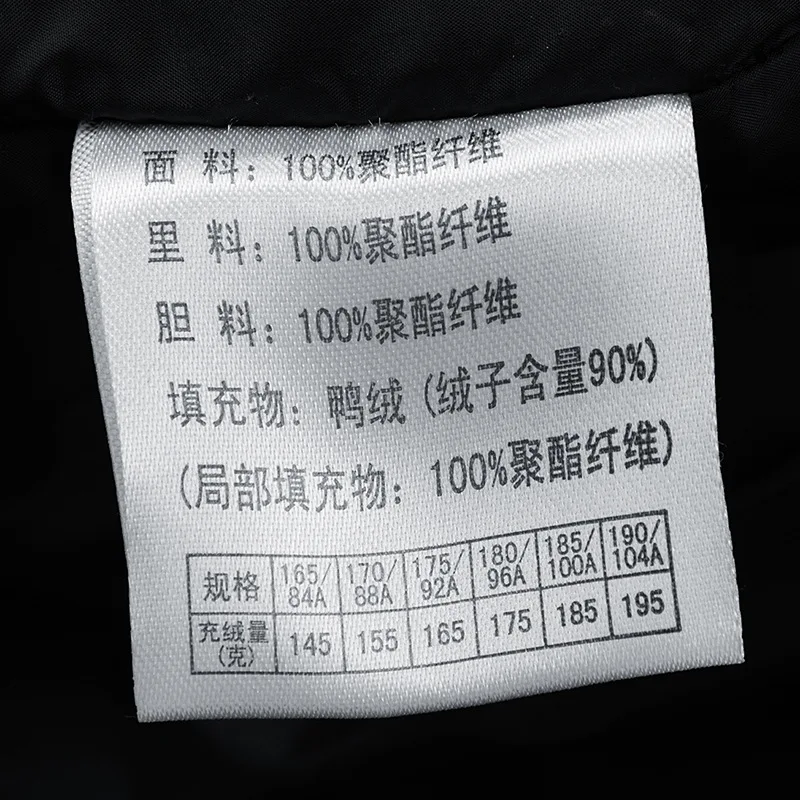 面 料：100%聚酯纤维
里 料：100%聚酯纤维
胆 料：100%聚酯纤维
填充物：鸭绒 (绒子含量90%)
(局部填充物：100%聚酯纤维)
规格 165/84A 170/88A 175/92A 180/96A 185/100A 190/104A
充绒量(克) 145 155 165 175 185 195